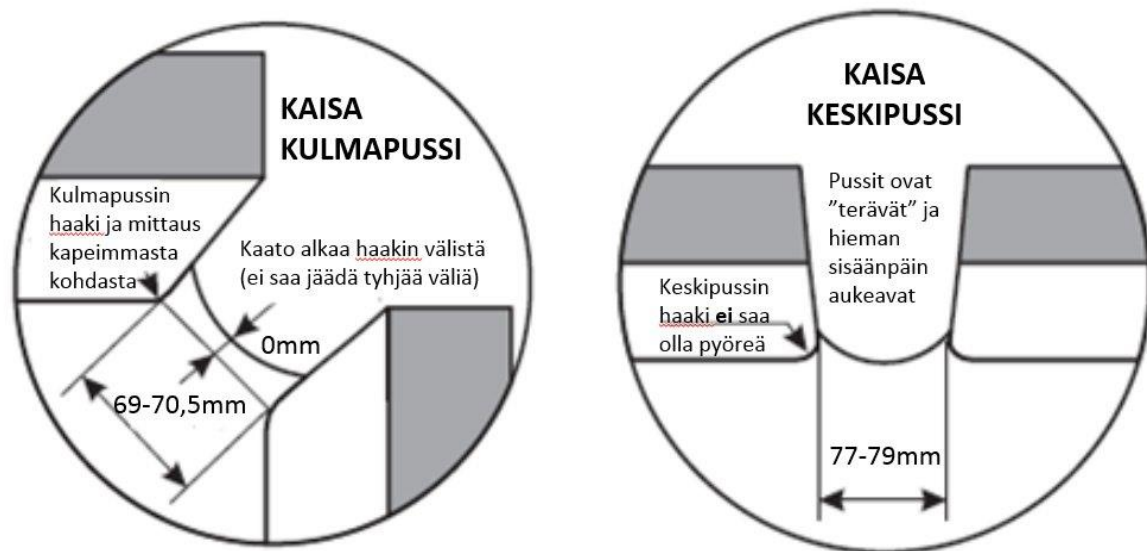 KAISA
KULMAPUSSI
Kulmapussin
haaki ja mittaus
kapeimmasta
kohdasta
Kaato alkaa haakin välistä
(ei saa jäädä tyhjää väliä)
0mm
69-70,5mm
KAISA
KESKIPUSSI
Pussit ovat
”terävät” ja
hieman
sisäänpäin
aukeavat
Keskipussin
haaki ei saa
olla pyöreä
77-79mm